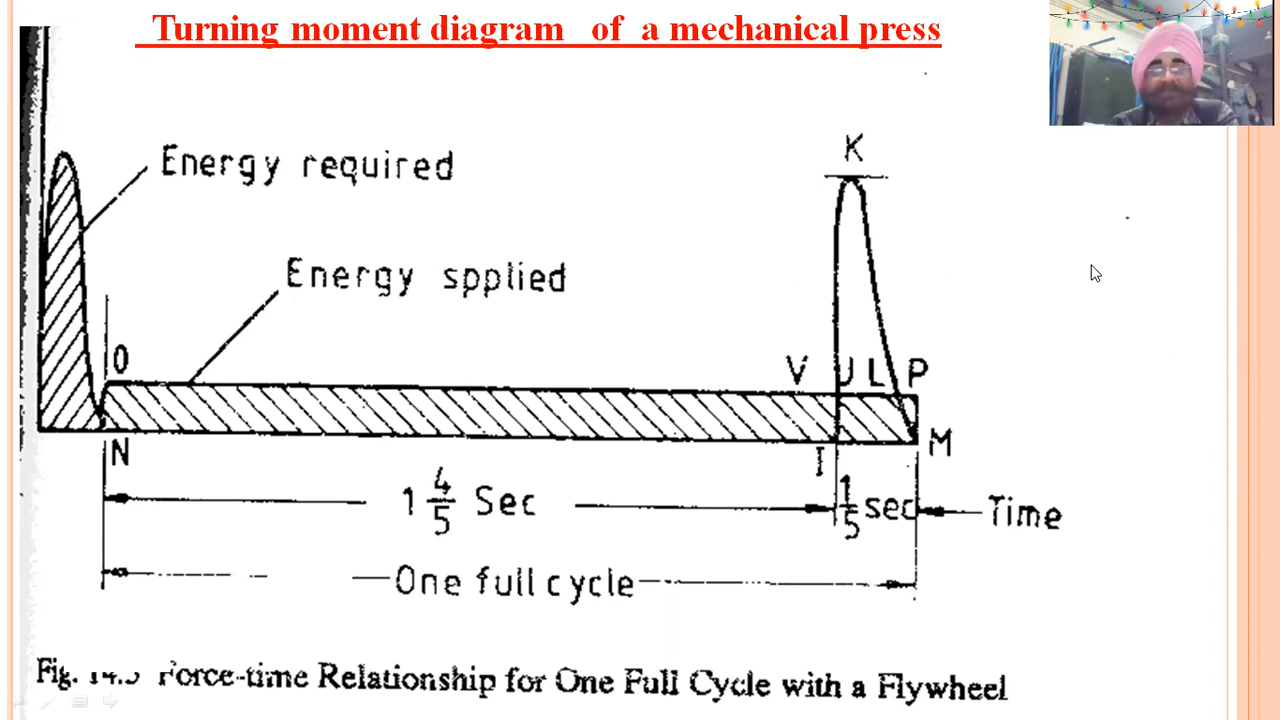 Turning moment diagram of a mechanical press
K
Energy required
Energy spplied
O
V U L P
N
I
M
1 4/5 Sec
1/5 sec
Time
One full cycle
Fig. Force-time Relationship for One Full Cycle with a Flywheel